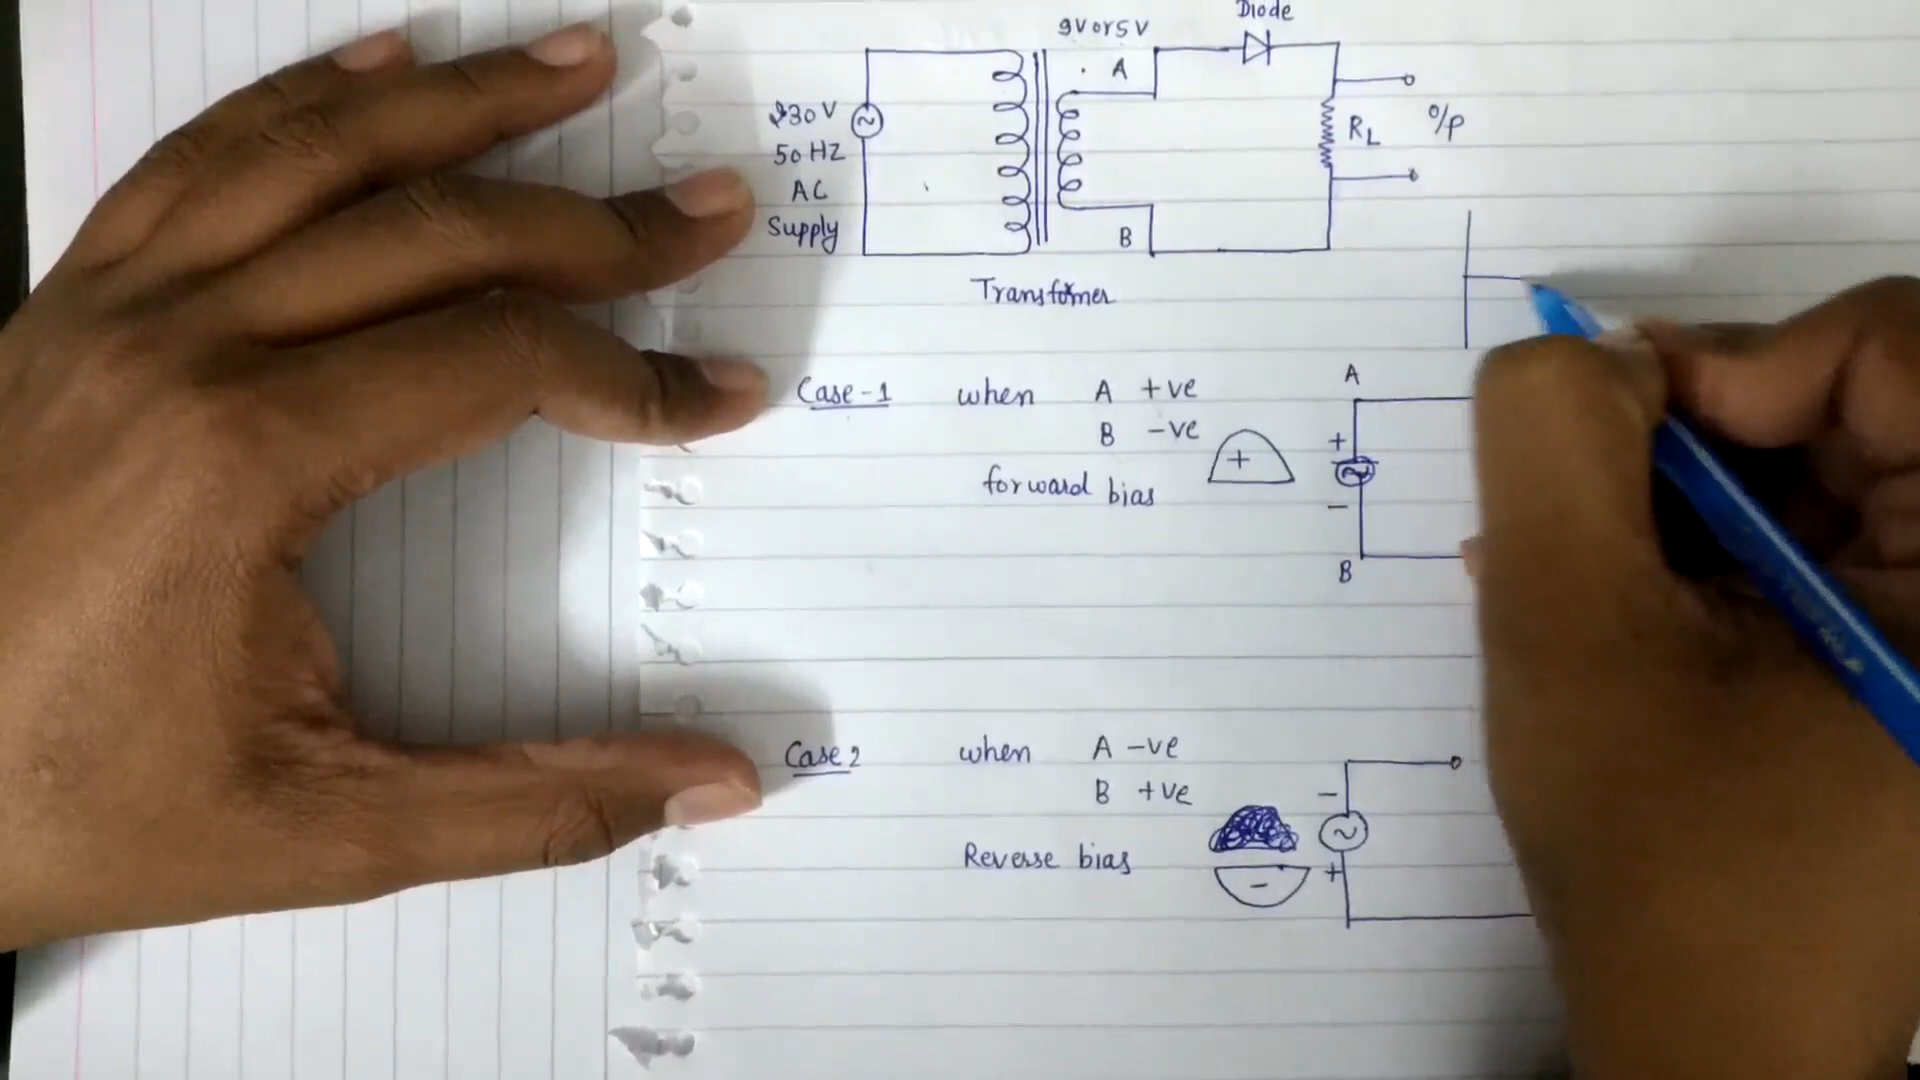 9V or 5V
Diode
A
230 V
50 HZ
AC
Supply
RL
O/P
B
Transformer
Case-1 when A +ve
B -ve
forward bias
+
A
+
-
B
Case 2 when A -ve
B +ve
Reverse bias
-
-
+